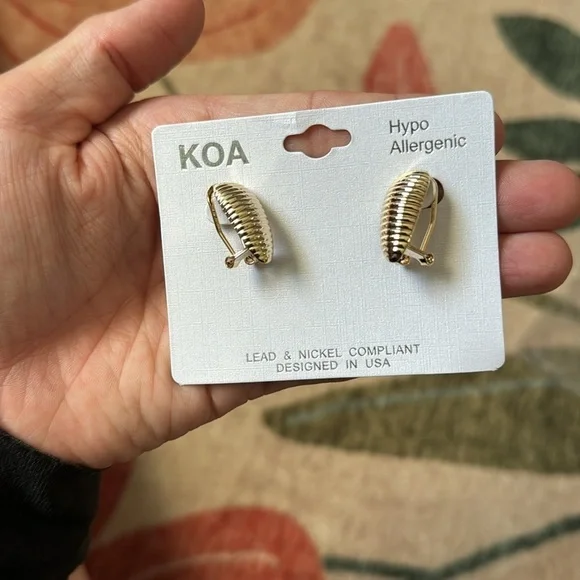 KOA
Hypo
Allergenic
LEAD & NICKEL COMPLIANT
DESIGNED IN USA